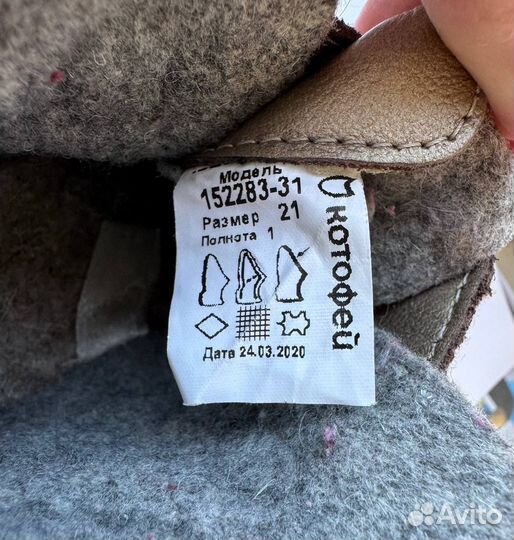 Модель
152283-31
Размер 21
Полнота 1
Дата 24.03.2020
котофей
Avito